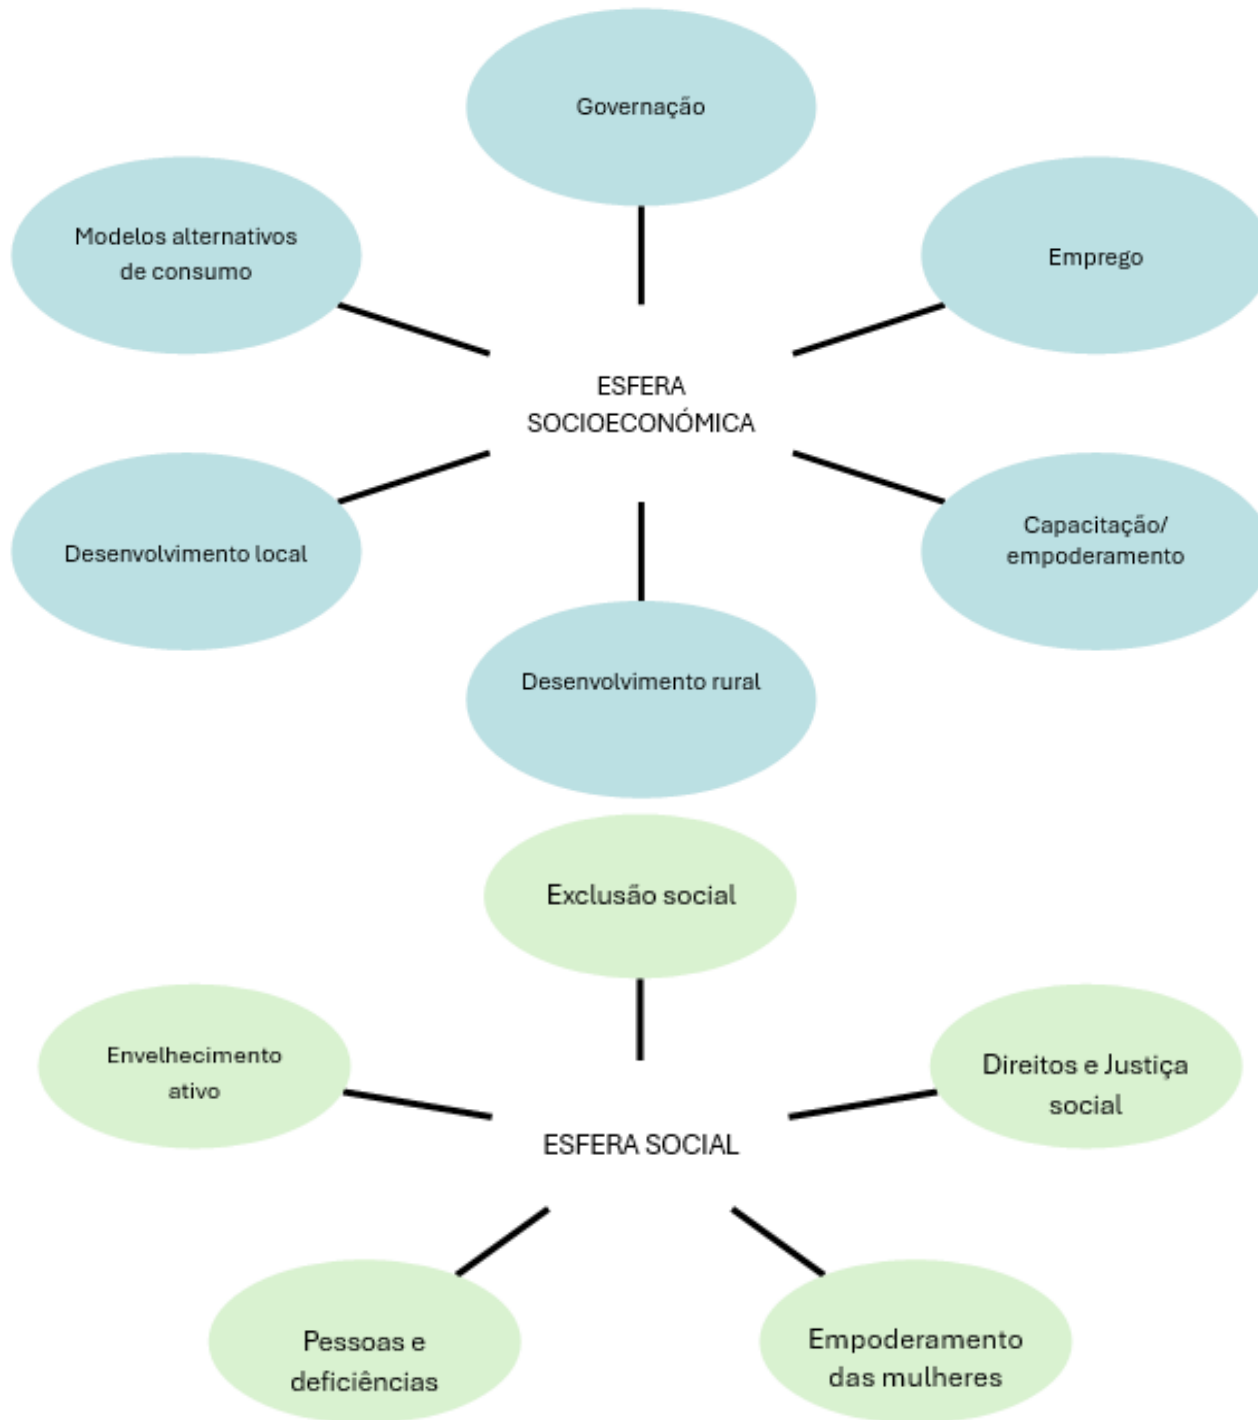 Governação
Modelos alternativos
de consumo
Emprego
ESFERA
SOCIOECONÓMICA
Desenvolvimento local
Capacitação/
empoderamento
Desenvolvimento rural
Exclusão social
Envelhecimento
ativo
Direitos e Justiça
social
ESFERA SOCIAL
Pessoas e
deficiências
Empoderamento
das mulheres